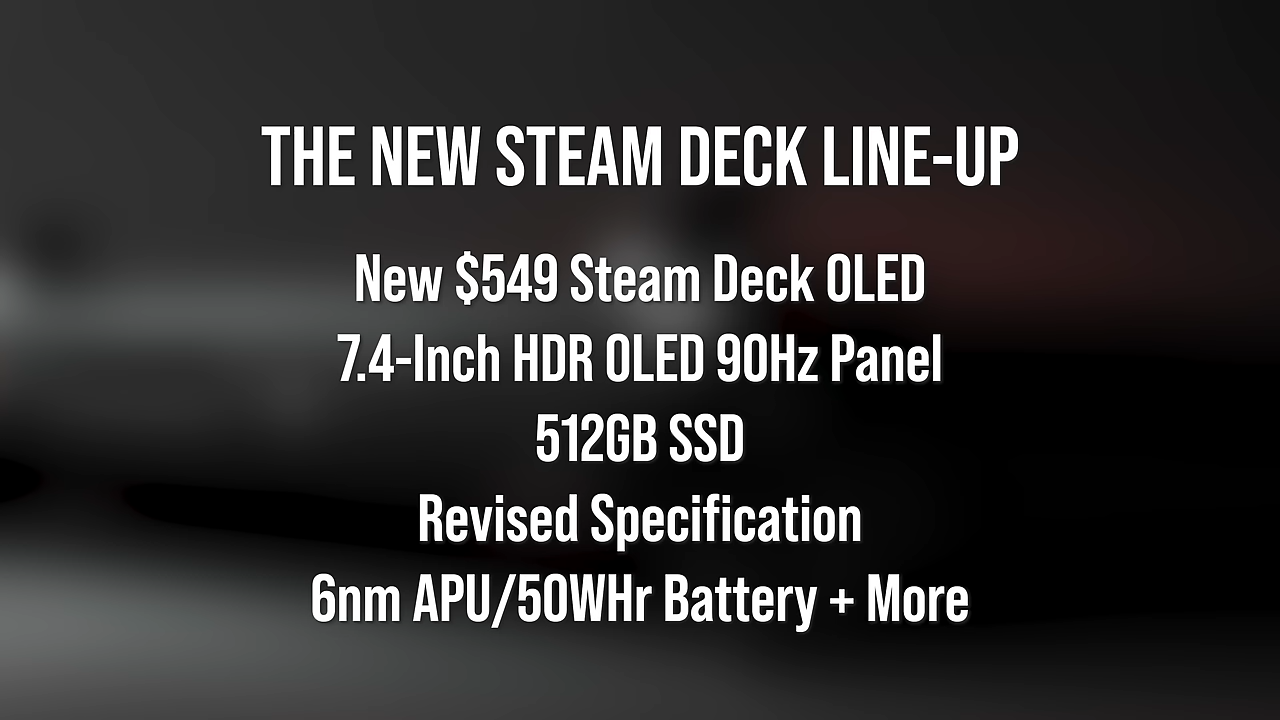 THE NEW STEAM DECK LINE-UP
New $549 Steam Deck OLED
7.4-Inch HDR OLED 90Hz Panel
512GB SSD
Revised Specification
6nm APU/50WHr Battery + More